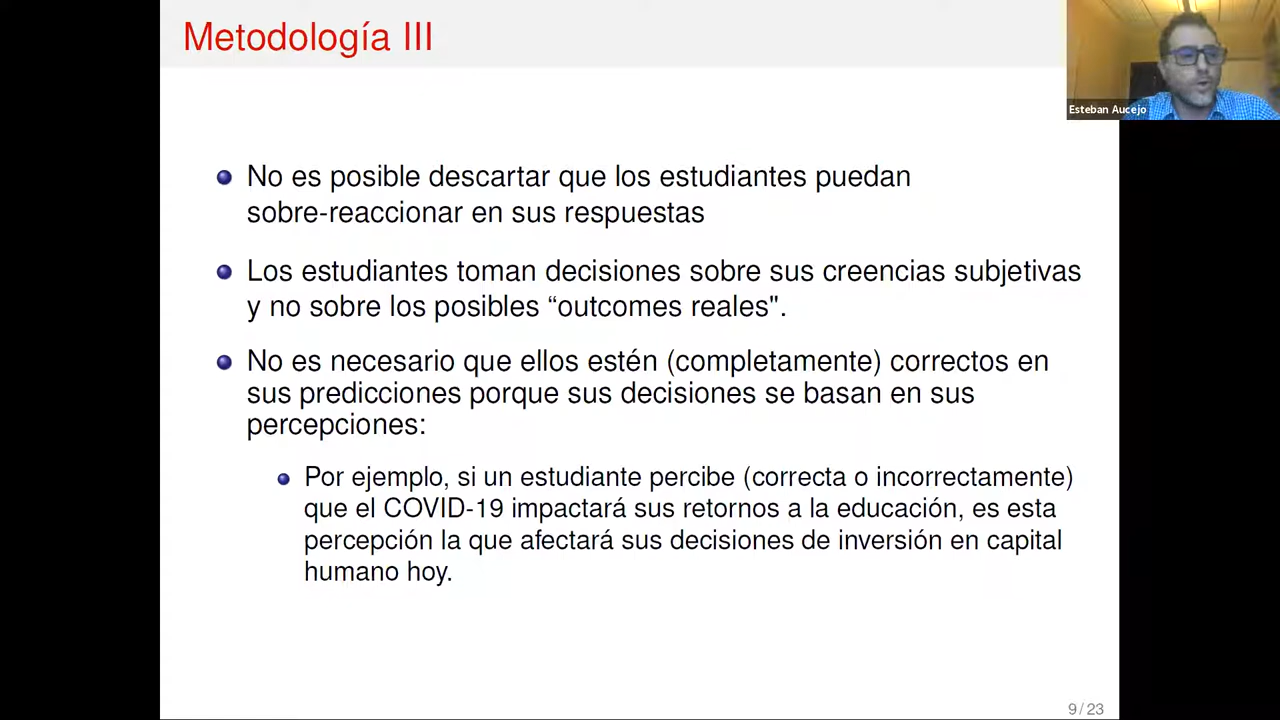 Metodología III
Esteban Aucejo
No es posible descartar que los estudiantes puedan
sobre-reaccionar en sus respuestas
Los estudiantes toman decisiones sobre sus creencias subjetivas
y no sobre los posibles “outcomes reales".
No es necesario que ellos estén (completamente) correctos en
sus predicciones porque sus decisiones se basan en sus
percepciones:
Por ejemplo, si un estudiante percibe (correcta o incorrectamente)
que el COVID-19 impactará sus retornos a la educación, es esta
percepción la que afectará sus decisiones de inversión en capital
humano hoy.
9 / 23